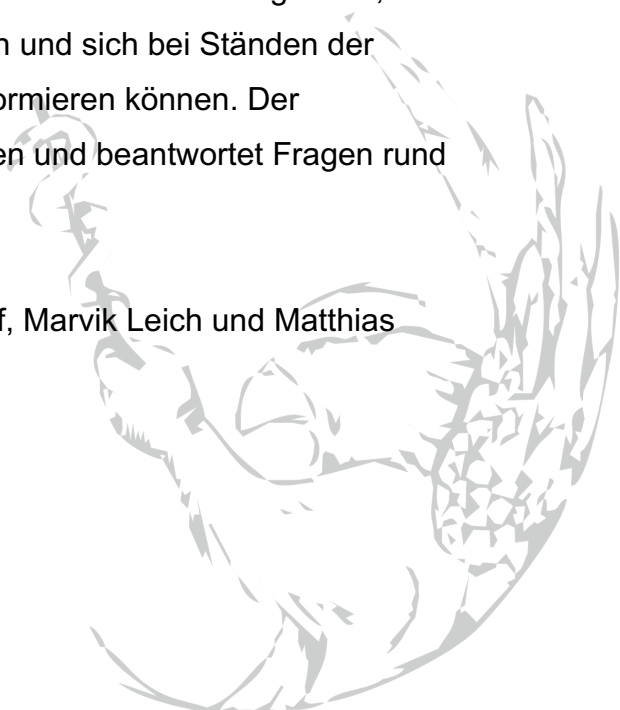 n und sich bei Ständen der
ormieren können. Der
en und beantwortet Fragen rund
f, Marvik Leich und Matthias